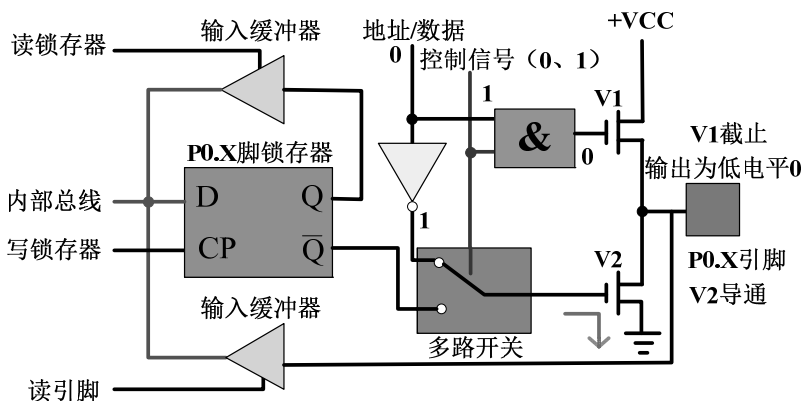 输入缓冲器
读锁存器
地址/数据
0
控制信号（0、1）
+VCC
1
V1
&
0
V1截止
输出为低电平0
P0.X脚锁存器
内部总线
D
Q
写锁存器
CP
Q̅
1
V2
P0.X引脚
V2导通
输入缓冲器
多路开关
读引脚